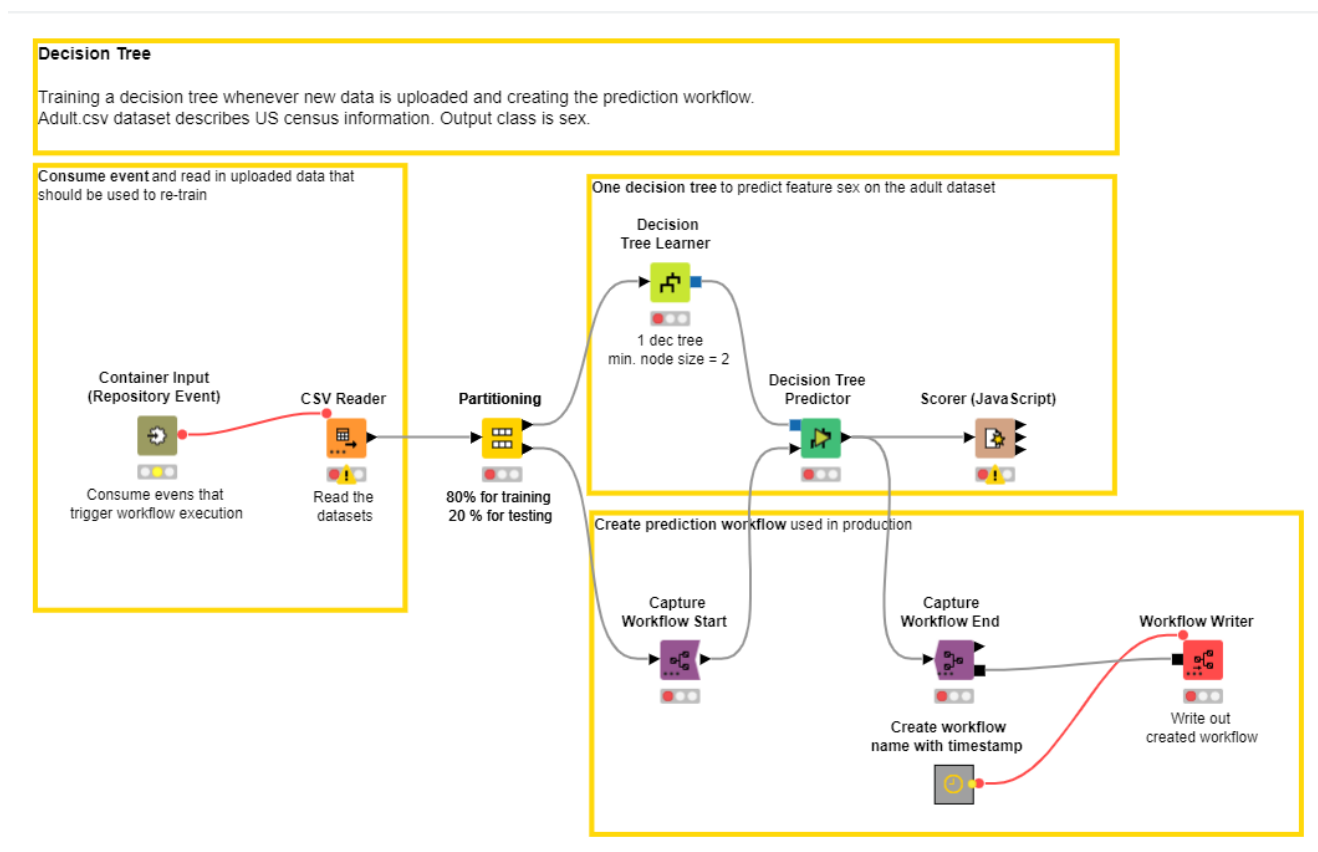 Decision Tree
Training a decision tree whenever new data is uploaded and creating the prediction workflow.
Adult.csv dataset describes US census information. Output class is sex.
Consume event and read in uploaded data that
should be used to re-train
One decision tree to predict feature sex on the adult dataset
Decision
Tree Learner
1 dec tree
min. node size = 2
Container Input
(Repository Event)
Consume evens that
trigger workflow execution
CSV Reader
Read the
datasets
Partitioning
80% for training
20 % for testing
Decision Tree
Predictor
Scorer (JavaScript)
Create prediction workflow used in production
Capture
Workflow Start
Capture
Workflow End
Workflow Writer
Write out
created workflow
Create workflow
name with timestamp